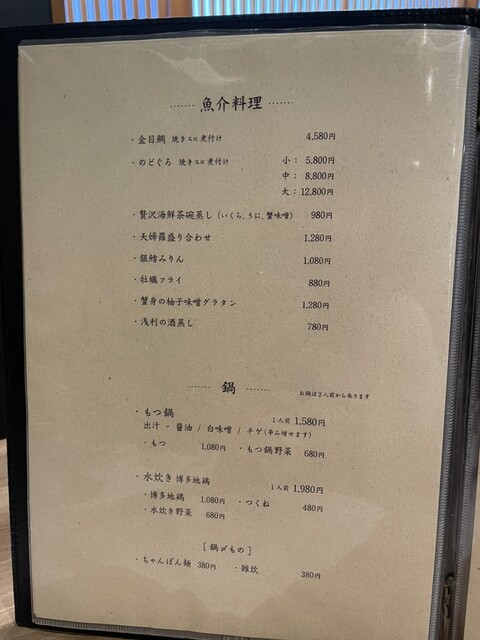 魚介料理
・金目鯛 焼き又は煮付け 4,580円
・のどぐろ 焼き又は煮付け 小： 5,800円
中： 8,800円
大：12,800円
・贅沢海鮮茶碗蒸し（いくら、うに、蟹味噌） 980円
・天婦羅盛り合わせ 1,280円
・銀鱈みりん 1,080円
・牡蠣フライ 880円
・蟹身の柚子味噌グラタン 1,280円
・浅利の酒蒸し 780円
鍋 お鍋は2人前から承ります
・もつ鍋 1人前 1,580円
出汁 - 醤油 / 白味噌 / チゲ（辛み増せます）
・もつ 1,080円 ・もつ鍋野菜 680円
・水炊き 博多地鶏 1人前 1,980円
・博多地鶏 1,080円 ・つくね 480円
・水炊き野菜 680円
[ 鍋〆もの ]
・ちゃんぽん麺 380円 ・雑炊 380円